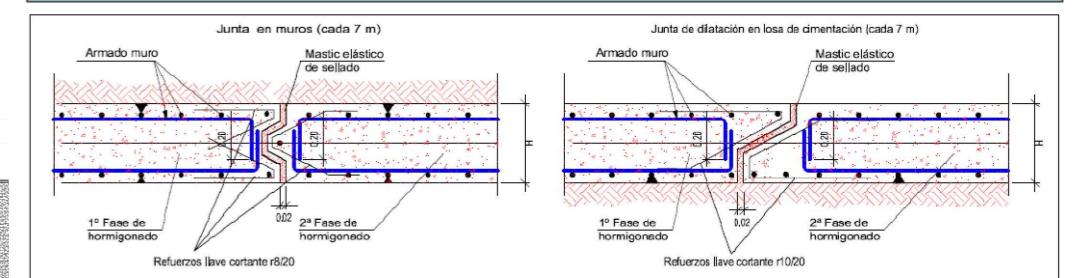 Junta en muros (cada 7 m)
Armado muro
Mastic elástico
de sellado
0.20
0.20
H
0.02
1º Fase de
hormigonado
2ª Fase de
hormigonado
Refuerzos llave cortante r8/20
Junta de dilatación en losa de cimentación (cada 7 m)
Armado muro
Mastic elástico
de sellado
0.20
0.20
H
0.02
1º Fase de
hormigonado
2ª Fase de
hormigonado
Refuerzos llave cortante r10/20